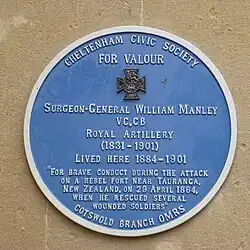 CHELTENHAM CIVIC SOCIETY
FOR VALOUR
SURGEON-GENERAL WILLIAM MANLEY
VC, CB
ROYAL ARTILLERY
(1831-1901)
LIVED HERE 1884-1901
"FOR BRAVE CONDUCT DURING THE ATTACK
ON A REBEL FORT NEAR TAURANGA,
NEW ZEALAND, ON 29 APRIL 1864,
WHEN HE RESCUED SEVERAL
WOUNDED SOLDIERS"
COTSWOLD BRANCH OMRS